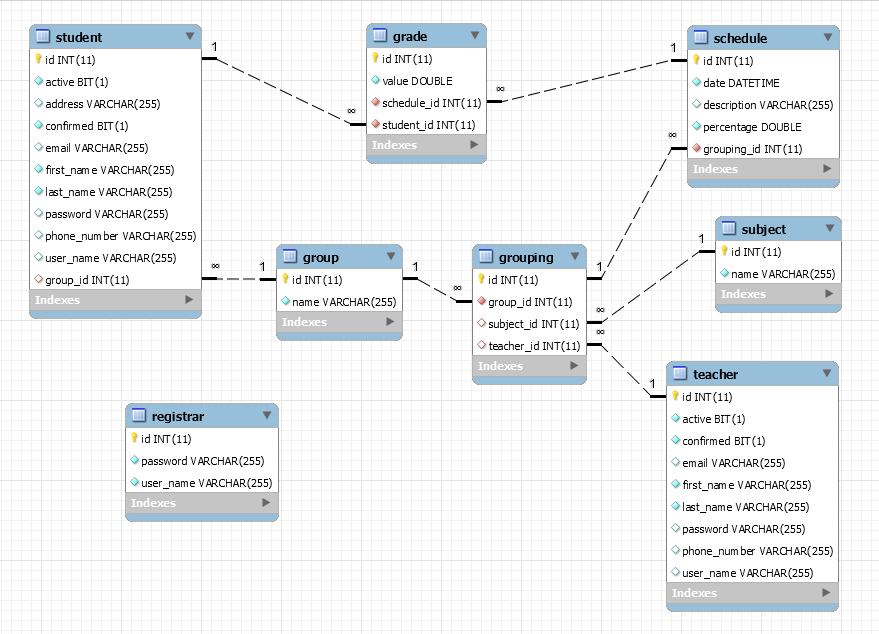 student
id INT(11)
active BIT(1)
address VARCHAR(255)
confirmed BIT(1)
email VARCHAR(255)
first_name VARCHAR(255)
last_name VARCHAR(255)
password VARCHAR(255)
phone_number VARCHAR(255)
user_name VARCHAR(255)
group_id INT(11)
Indexes
1
∞
grade
id INT(11)
value DOUBLE
schedule_id INT(11)
student_id INT(11)
Indexes
∞
1
schedule
id INT(11)
date DATETIME
description VARCHAR(255)
percentage DOUBLE
grouping_id INT(11)
Indexes
∞
∞
1
group
id INT(11)
name VARCHAR(255)
Indexes
1
∞
grouping
id INT(11)
group_id INT(11)
subject_id INT(11)
teacher_id INT(11)
Indexes
1
∞
∞
1
subject
id INT(11)
name VARCHAR(255)
Indexes
1
teacher
id INT(11)
active BIT(1)
confirmed BIT(1)
email VARCHAR(255)
first_name VARCHAR(255)
last_name VARCHAR(255)
password VARCHAR(255)
phone_number VARCHAR(255)
user_name VARCHAR(255)
Indexes
registrar
id INT(11)
password VARCHAR(255)
user_name VARCHAR(255)
Indexes